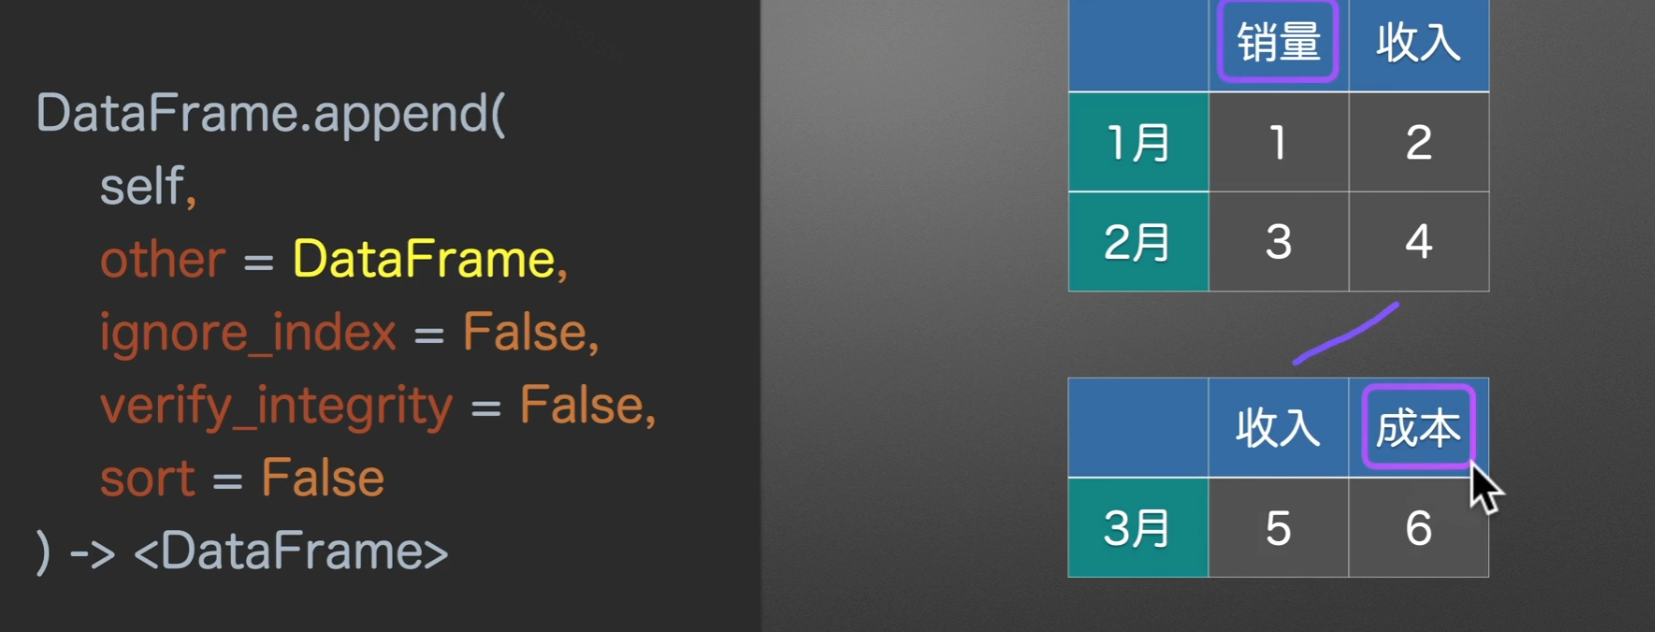 DataFrame.append(
self,
other = DataFrame,
ignore_index = False,
verify_integrity = False,
sort = False
) -> <DataFrame>
销量 收入
1月 1 2
2月 3 4
收入 成本
3月 5 6